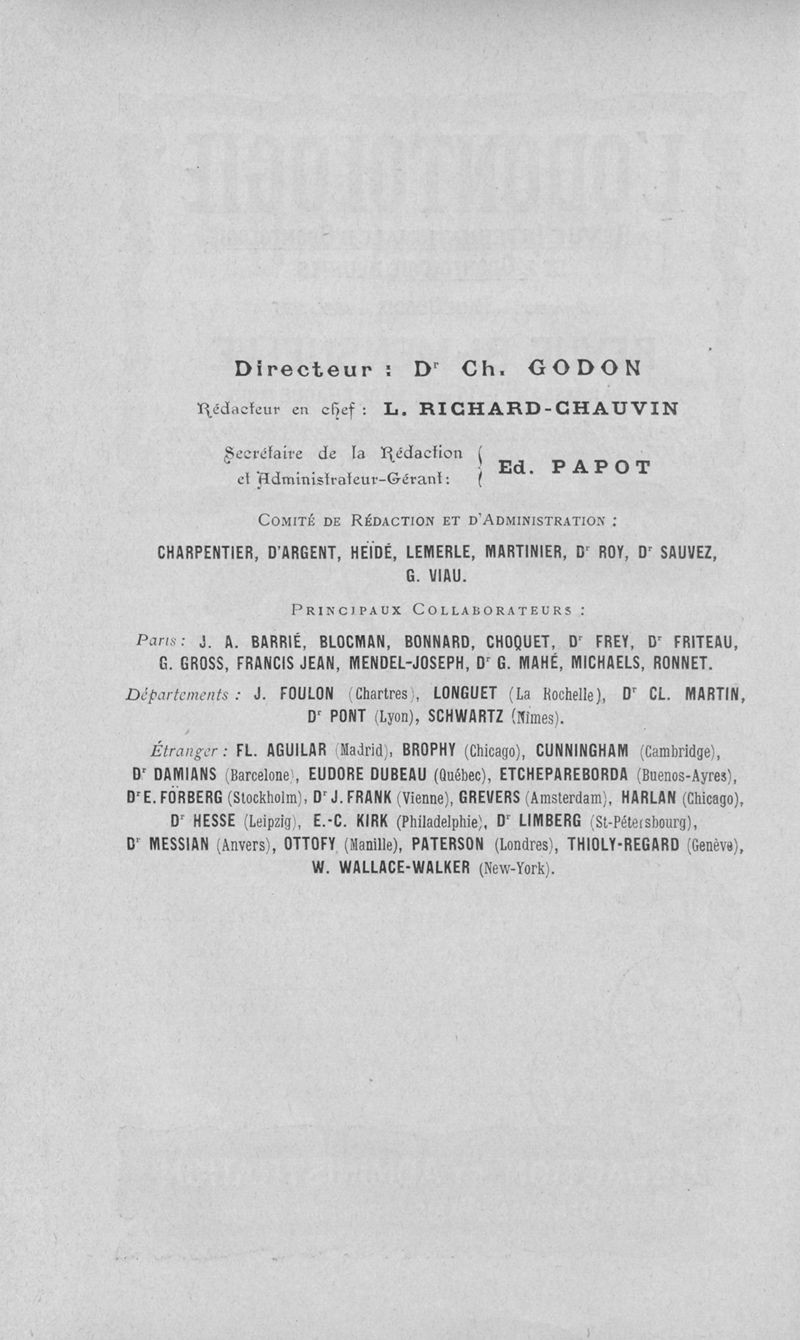 Directeur : Dr Ch. GODON
Rédacteur en chef : L. RICHARD-CHAUVIN
Secrétaire de la Rédaction
et Administrateur-Gérant : Ed. PAPOT
COMITÉ DE RÉDACTION ET D'ADMINISTRATION :
CHARPENTIER, D'ARGENT, HEÏDÉ, LEMERLE, MARTINIER, Dr ROY, Dr SAUVEZ,
G. VIAU.
PRINCIPAUX COLLABORATEURS :
Paris : J. A. BARRIÉ, BLOCMAN, BONNARD, CHOQUET, Dr FREY, Dr FRITEAU,
G. GROSS, FRANCIS JEAN, MENDEL-JOSEPH, Dr G. MAHÉ, MICHAELS, RONNET.
Départements : J. FOULON (Chartres), LONGUET (La Rochelle), Dr CL. MARTIN,
Dr PONT (Lyon), SCHWARTZ (Nîmes).
Étranger : FL. AGUILAR (Madrid), BROPHY (Chicago), CUNNINGHAM (Cambridge),
Dr DAMIANS (Barcelone), EUDORE DUBEAU (Québec), ETCHEPAREBORDA (Buenos-Ayres),
Dr E. FÖRBERG (Stockholm), Dr J. FRANK (Vienne), GREVERS (Amsterdam), HARLAN (Chicago),
Dr HESSE (Leipzig), E.-C. KIRK (Philadelphie), Dr LIMBERG (St-Pétersbourg),
Dr MESSIAN (Anvers), OTTOFY (Manille), PATERSON (Londres), THIOLY-REGARD (Genève),
W. WALLACE-WALKER (New-York).